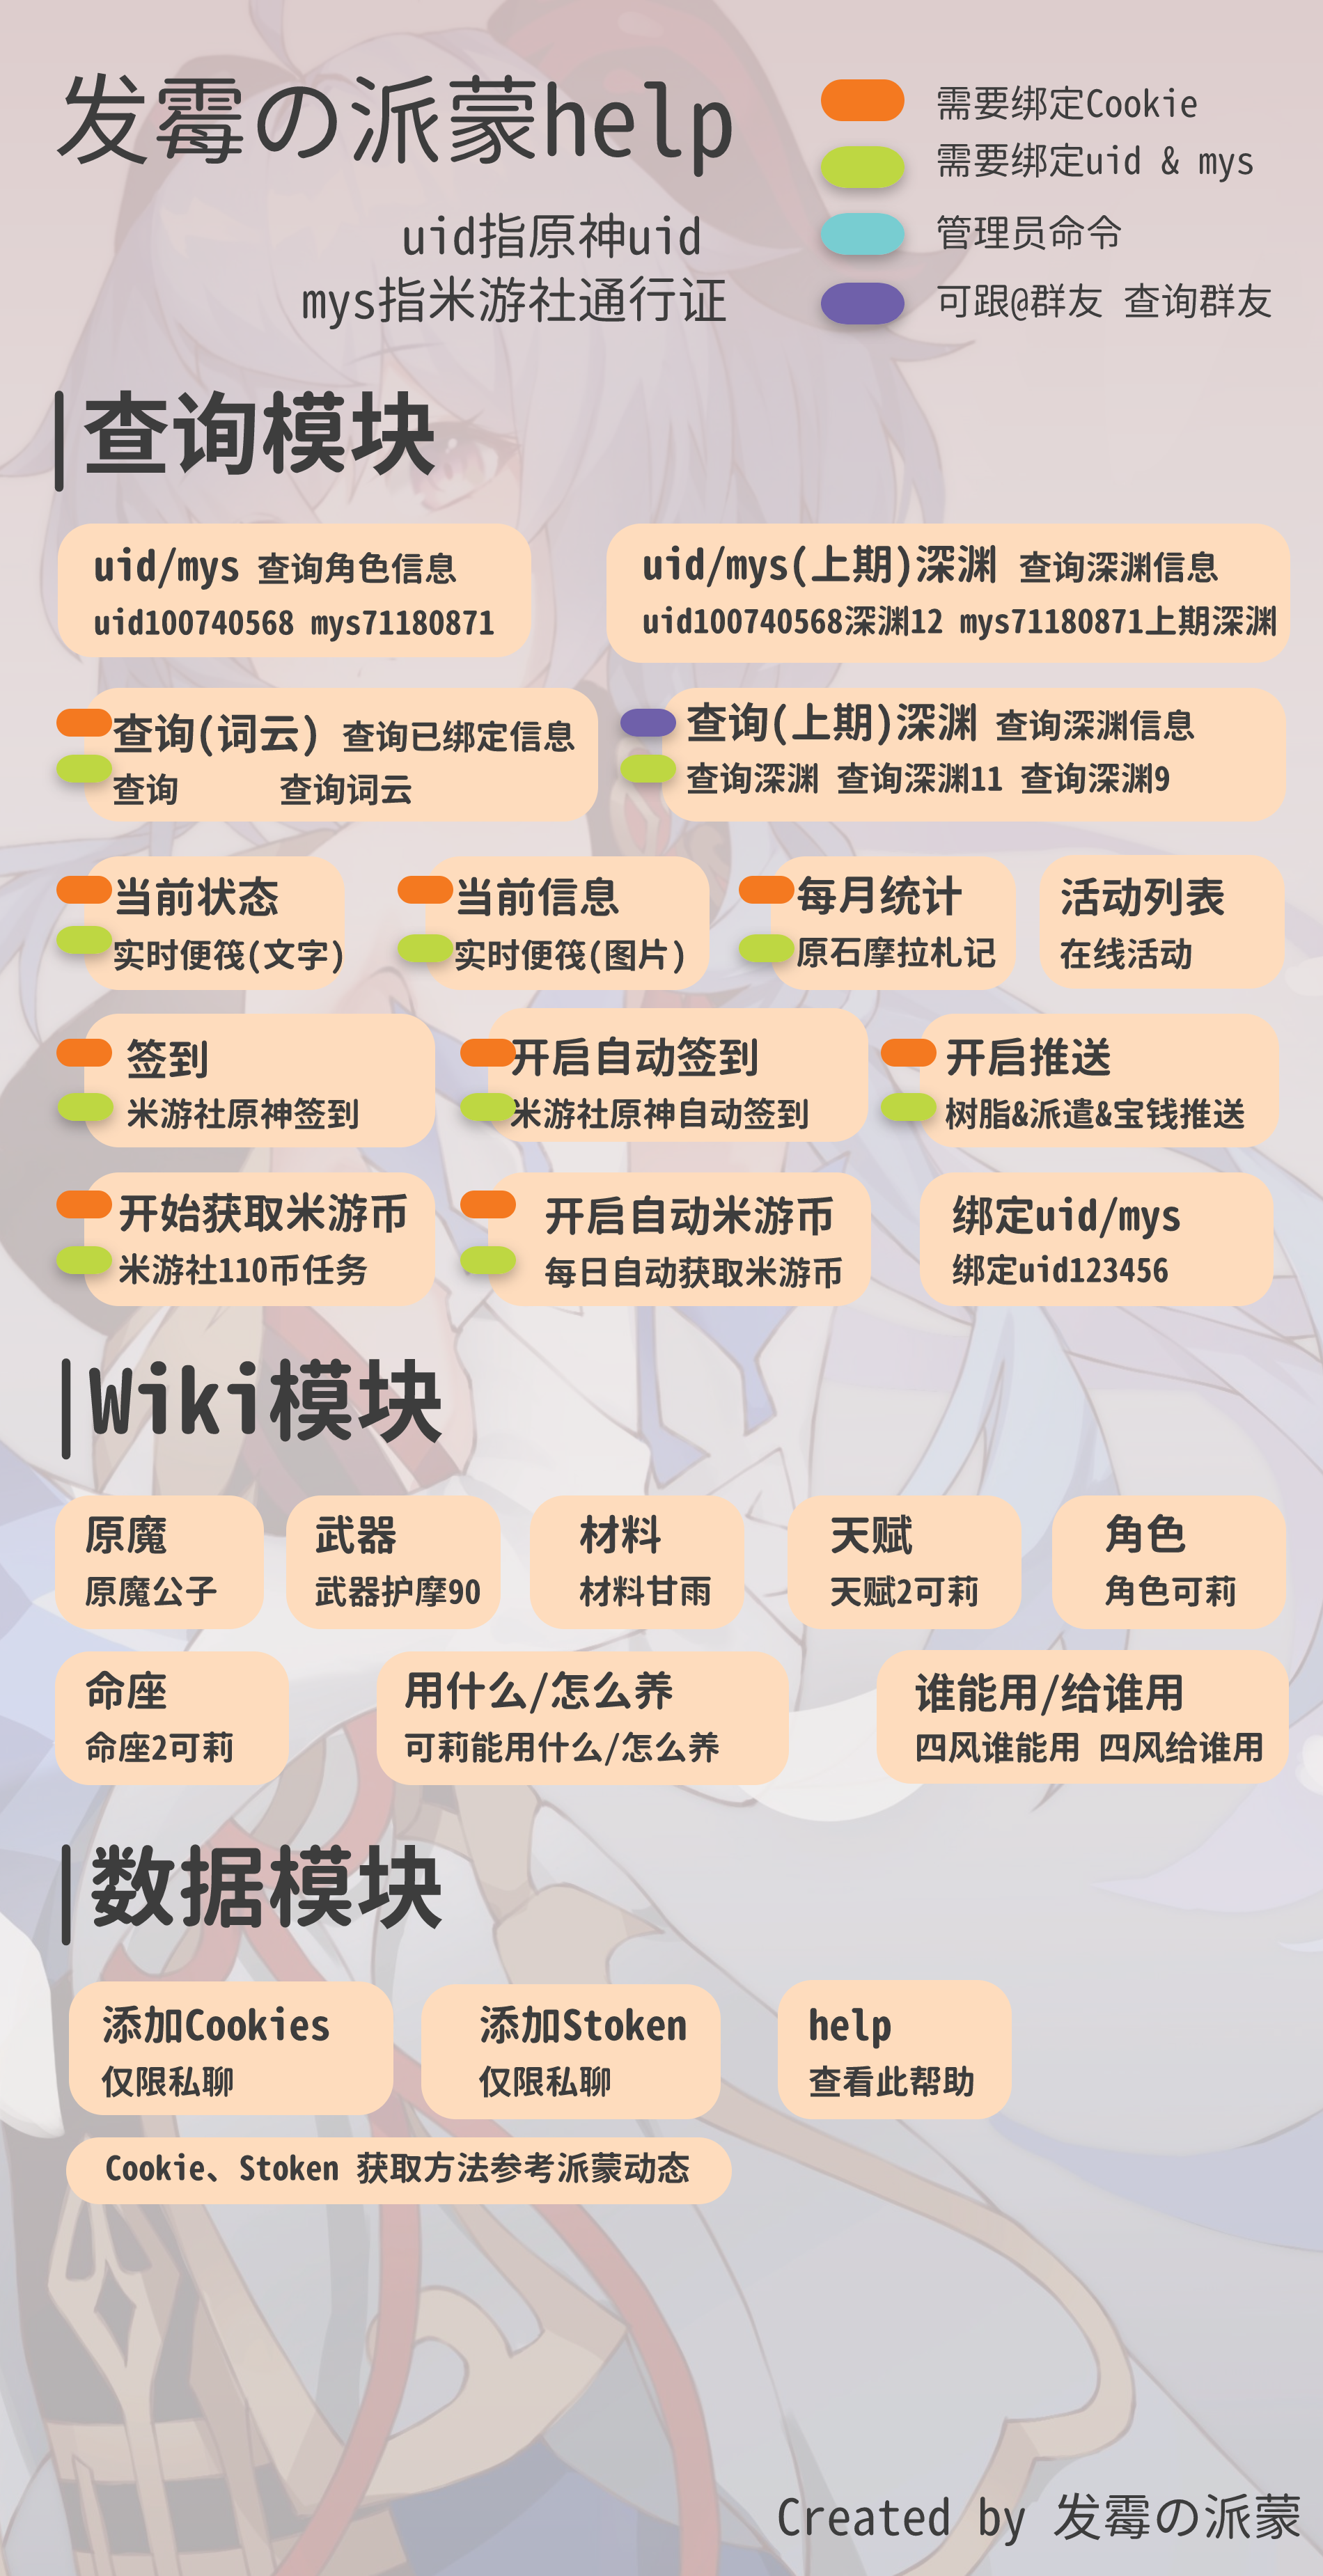 发霉の派蒙help
uid指原神uid
mys指米游社通行证
需要绑定Cookie
需要绑定uid & mys
管理员命令
可跟@群友 查询群友
查询模块
uid/mys 查询角色信息
uid100740568 mys71180871
uid/mys(上期)深渊 查询深渊信息
uid100740568深渊12 mys71180871上期深渊
查询(词云) 查询已绑定信息
查询 查询词云
查询(上期)深渊 查询深渊信息
查询深渊 查询深渊11 查询深渊9
当前状态
实时便筏(文字)
当前信息
实时便筏(图片)
每月统计
原石摩拉札记
活动列表
在线活动
签到
米游社原神签到
开启自动签到
米游社原神自动签到
开启推送
树脂&派遣&宝钱推送
开始获取米游币
米游社110币任务
开启自动米游币
每日自动获取米游币
绑定uid/mys
绑定uid123456
Wiki模块
原魔
原魔公子
武器
武器护摩90
材料
材料甘雨
天赋
天赋2可莉
角色
角色可莉
命座
命座2可莉
用什么/怎么养
可莉能用什么/怎么养
谁能用/给谁用
四风谁能用 四风给谁用
数据模块
添加Cookies
仅限私聊
添加Stoken
仅限私聊
help
查看此帮助
Cookie、Stoken 获取方法参考派蒙动态
Created by 发霉の派蒙